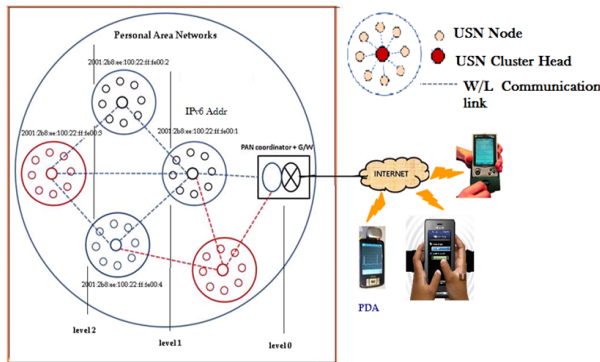 Personal Area Networks
2001:2b8:ee:100:22:ff:fe00:2
IPv6 Addr
2001:2b8:ee:100:22:ff:fe00:3
2001:2b8:ee:100:22:ff:fe00:1
PAN coordinator + G/W
2001:2b8:ee:100:22:ff:fe00:4
level 2
level 1
level 0
USN Node
USN Cluster Head
W/L Communication
link
INTERNET
PDA